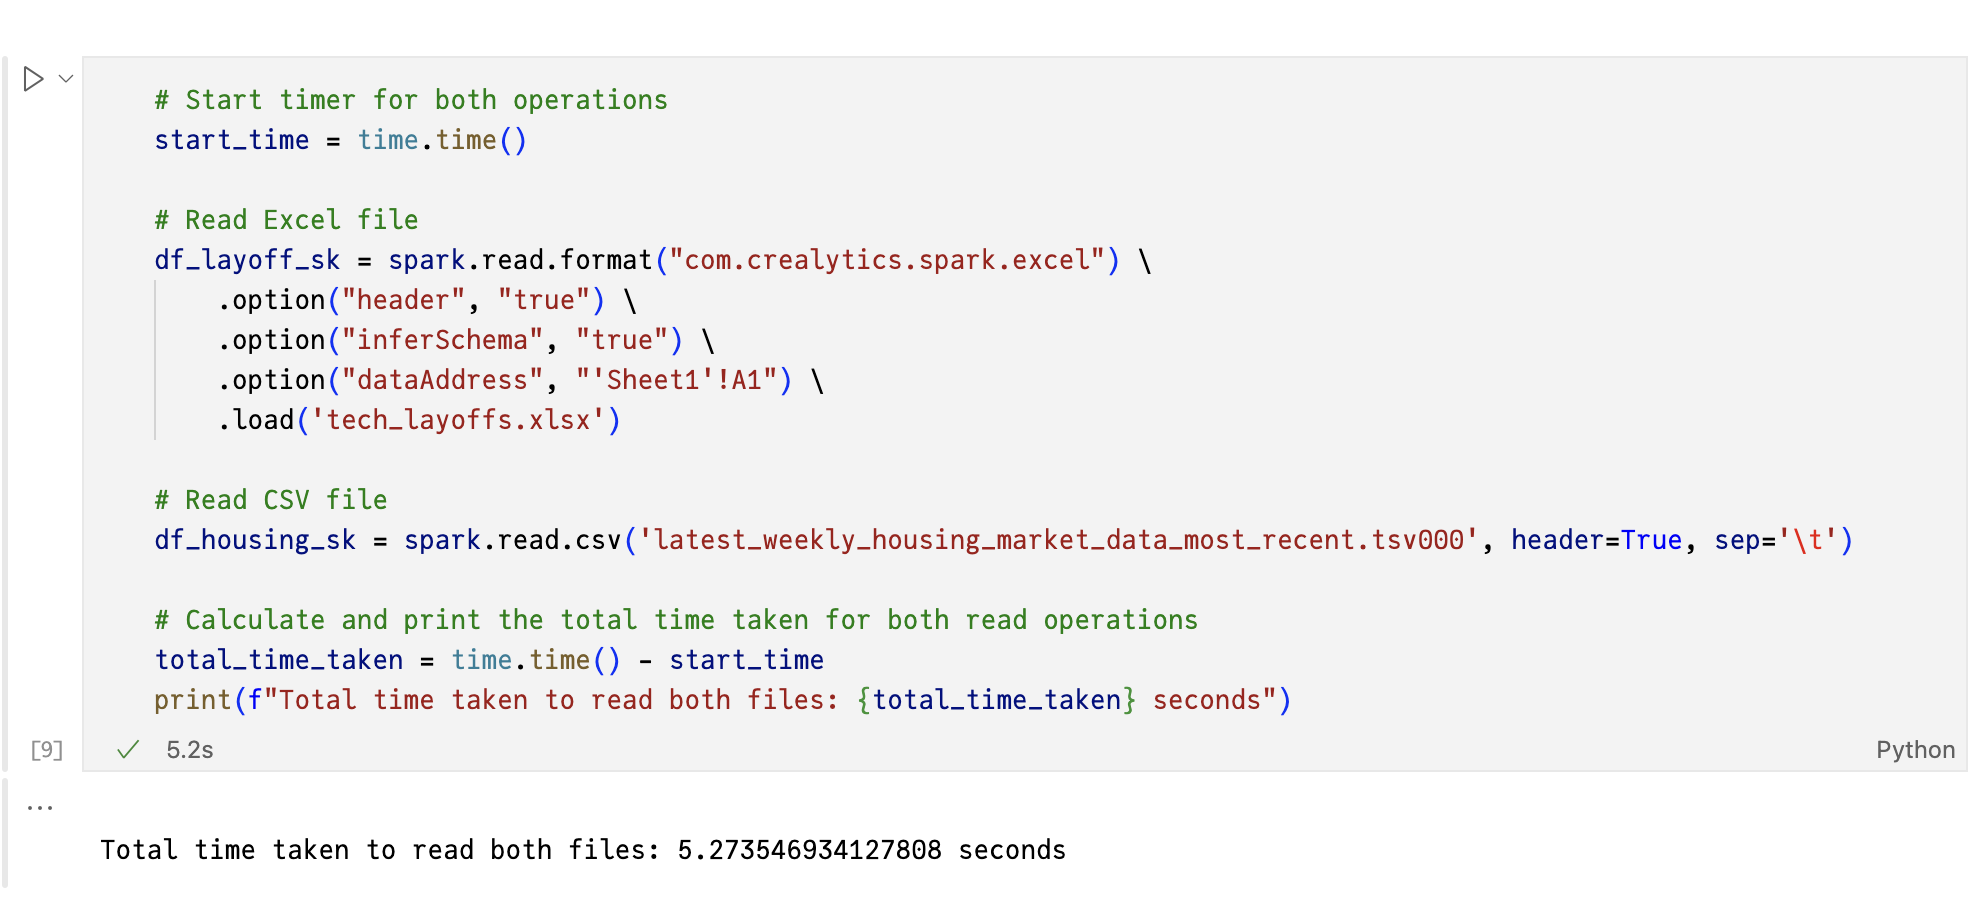 # Start timer for both operations
start_time = time.time()
# Read Excel file
df_layoff_sk = spark.read.format("com.crealytics.spark.excel") \
.option("header", "true") \
.option("inferSchema", "true") \
.option("dataAddress", "'Sheet1'!A1") \
.load('tech_layoffs.xlsx')
# Read CSV file
df_housing_sk = spark.read.csv('latest_weekly_housing_market_data_most_recent.tsv000', header=True, sep='\t')
# Calculate and print the total time taken for both read operations
total_time_taken = time.time() - start_time
print(f"Total time taken to read both files: {total_time_taken} seconds")
[9] 5.2s Python
...
Total time taken to read both files: 5.273546934127808 seconds